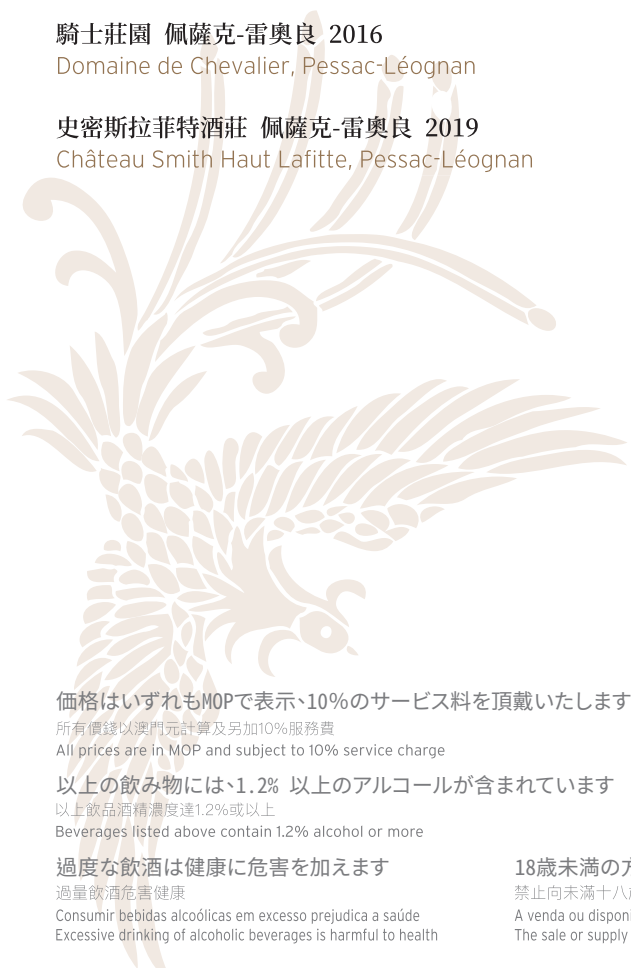 騎士莊園 佩薩克-雷奧良 2016
Domaine de Chevalier, Pessac-Léognan
史密斯拉菲特酒莊 佩薩克-雷奧良 2019
Château Smith Haut Lafitte, Pessac-Léognan
価格はいずれもMOPで表示、10%のサービス料を頂戴いたします
所有價錢以澳門元計算及另加10%服務費
All prices are in MOP and subject to 10% service charge
以上の飲み物には、1.2% 以上のアルコールが含まれています
以上飲品酒精濃度達1.2%或以上
Beverages listed above contain 1.2% alcohol or more
過度な飲酒は健康に危害を加えます
過量飲酒危害健康
Consumir bebidas alcoólicas em excesso prejudica a saúde
Excessive drinking of alcoholic beverages is harmful to health
18歳未満の
禁止向未滿十八
A venda ou disponi
The sale or supply